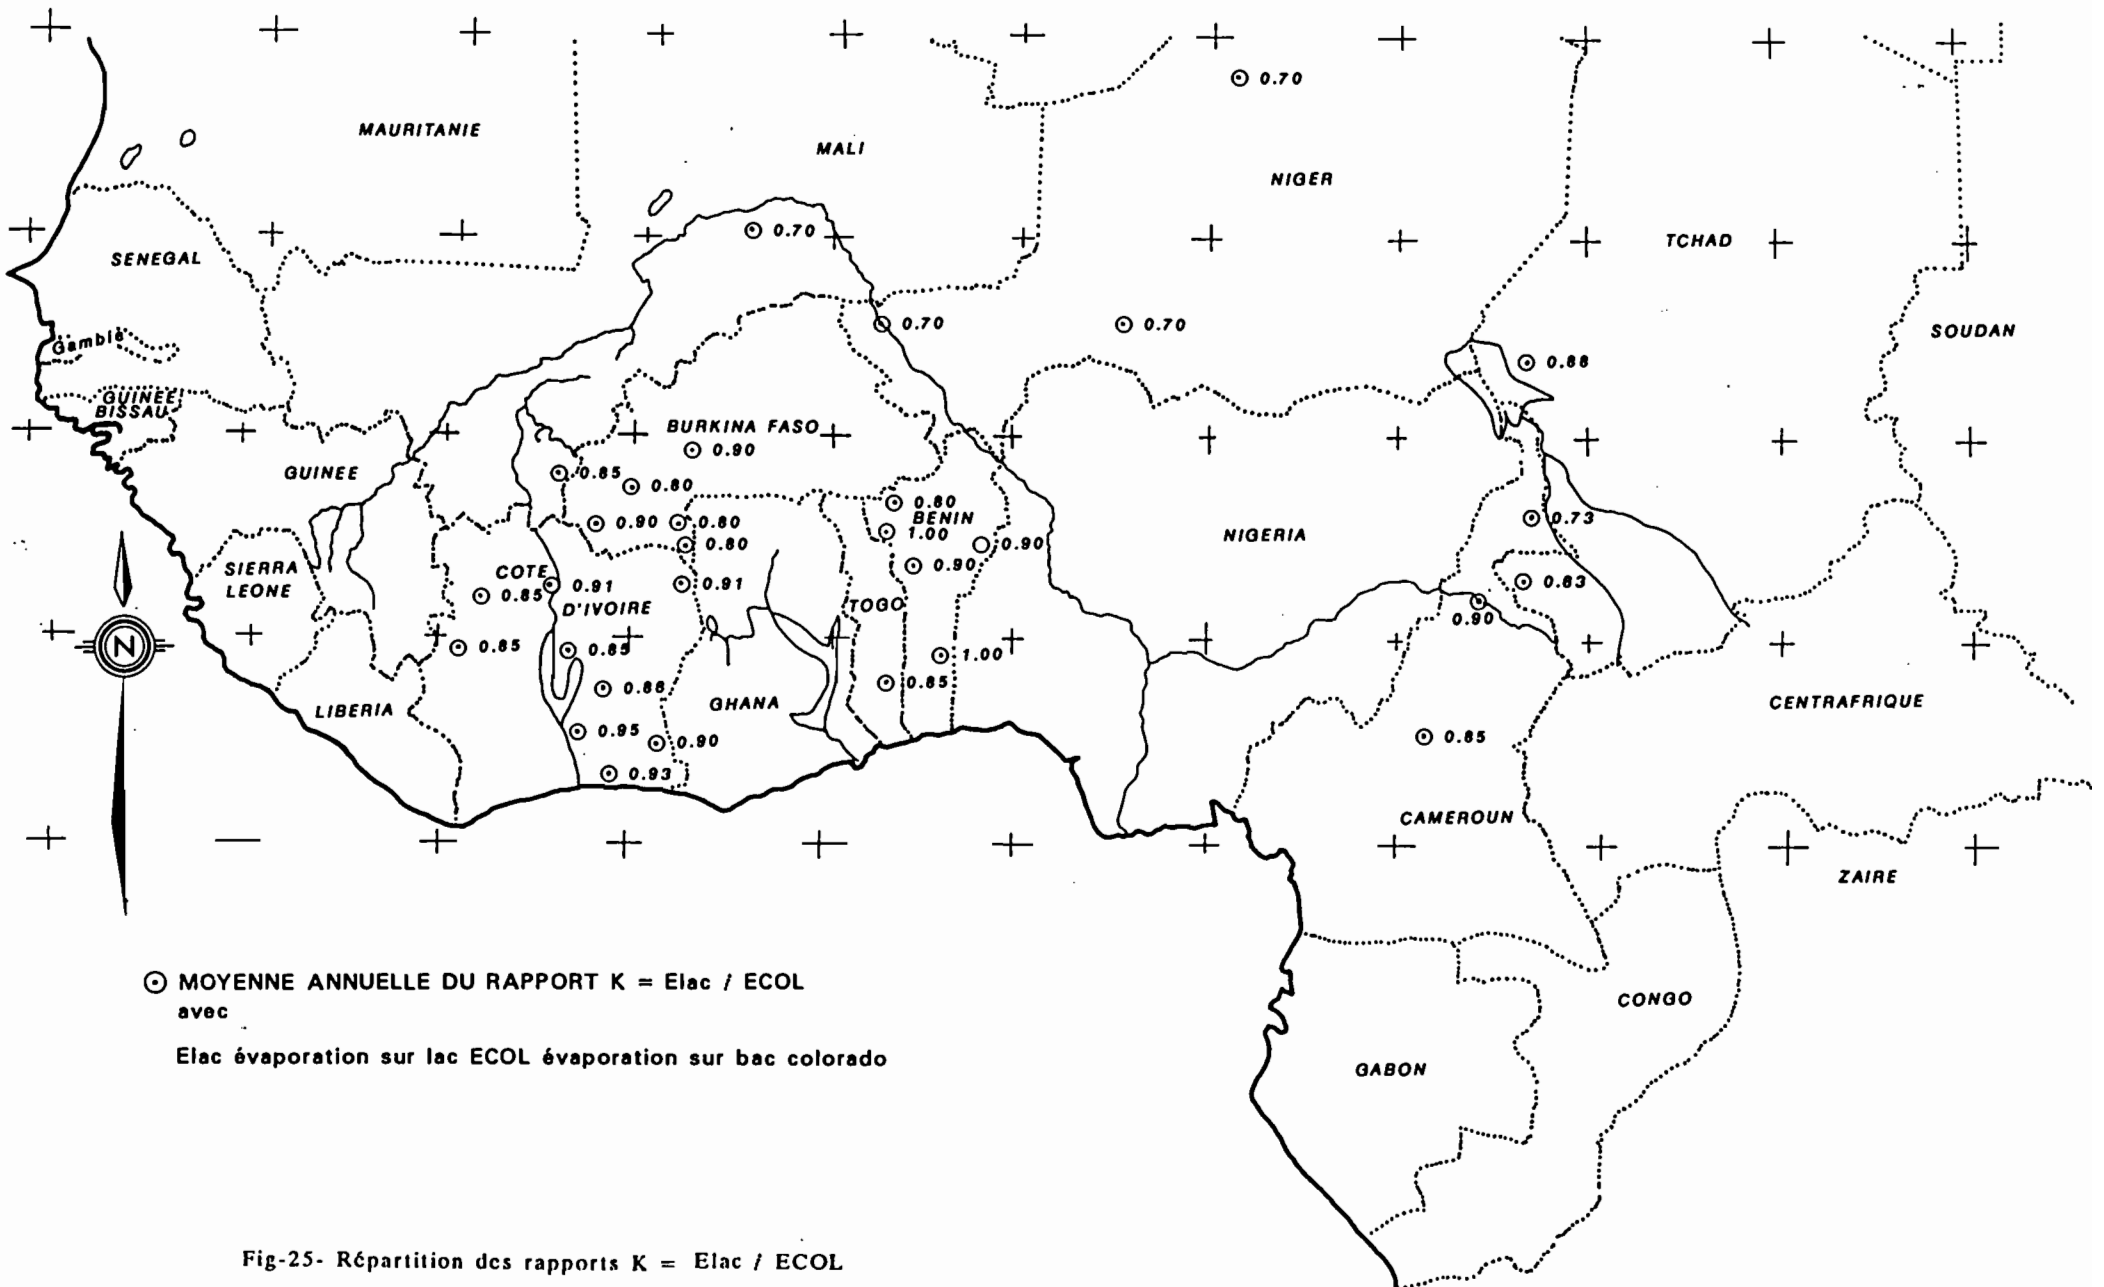 0.70
MAURITANIE
MALI
NIGER
0.70
SENEGAL
TCHAD
0.70
0.70
SOUDAN
Gambie
0.88
GUINEE
BISSAU
BURKINA FASO
0.90
GUINEE
0.85
0.80
0.80
BENIN
0.90
0.80
1.00
0.73
NIGERIA
0.80
0.90
SIERRA
LEONE
COTE
0.90
0.91
0.91
0.83
0.85
D'IVOIRE
TOGO
0.90
0.85
0.85
1.00
0.88
0.85
GHANA
CENTRAFRIQUE
LIBERIA
0.95
0.90
0.85
0.93
CAMEROUN
ZAIRE
N
MOYENNE ANNUELLE DU RAPPORT K = Elac / ECOL
avec
CONGO
Elac évaporation sur lac ECOL évaporation sur bac colorado
GABON
Fig-25- Répartition des rapports K = Elac / ECOL